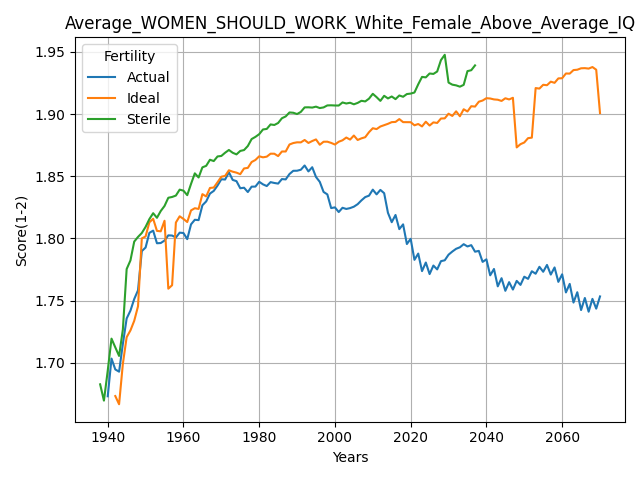 Average_WOMEN_SHOULD_WORK_White_Female_Above_Average_IQ
Fertility
Actual
Ideal
Sterile
Score(1-2)
1.95
1.90
1.85
1.80
1.75
1.70
1940 1960 1980 2000 2020 2040 2060
Years